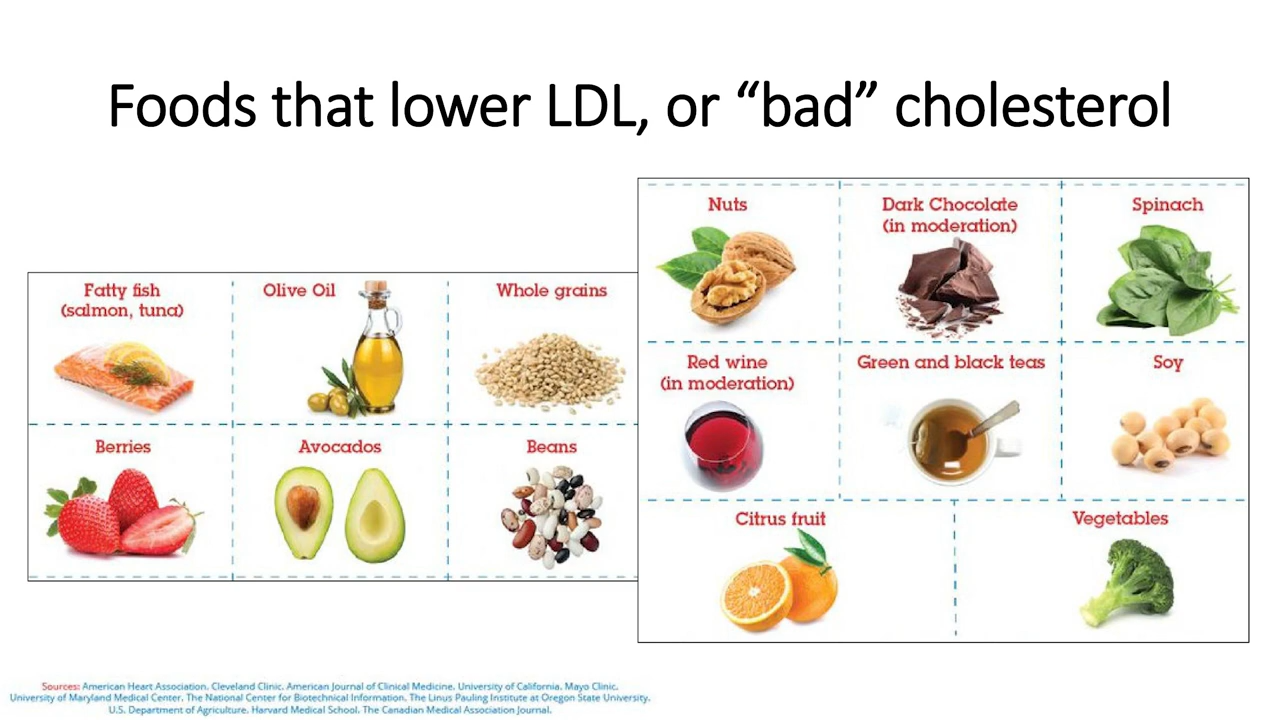 Foods that lower LDL, or “bad” cholesterol
Fatty fish
(salmon, tuna)
Olive Oil
Whole grains
Berries
Avocados
Beans
Nuts
Dark Chocolate
(in moderation)
Spinach
Red wine
(in moderation)
Green and black teas
Soy
Citrus fruit
Vegetables
Sources: American Heart Association. Cleveland Clinic. American Journal of Clinical Medicine. University of California. Mayo Clinic.
University of Maryland Medical Center. The National Center for Biotechnical Information. The Linus Pauling Institute at Oregon State University.
U.S. Department of Agriculture. Harvard Medical School. The Canadian Medical Association Journal.